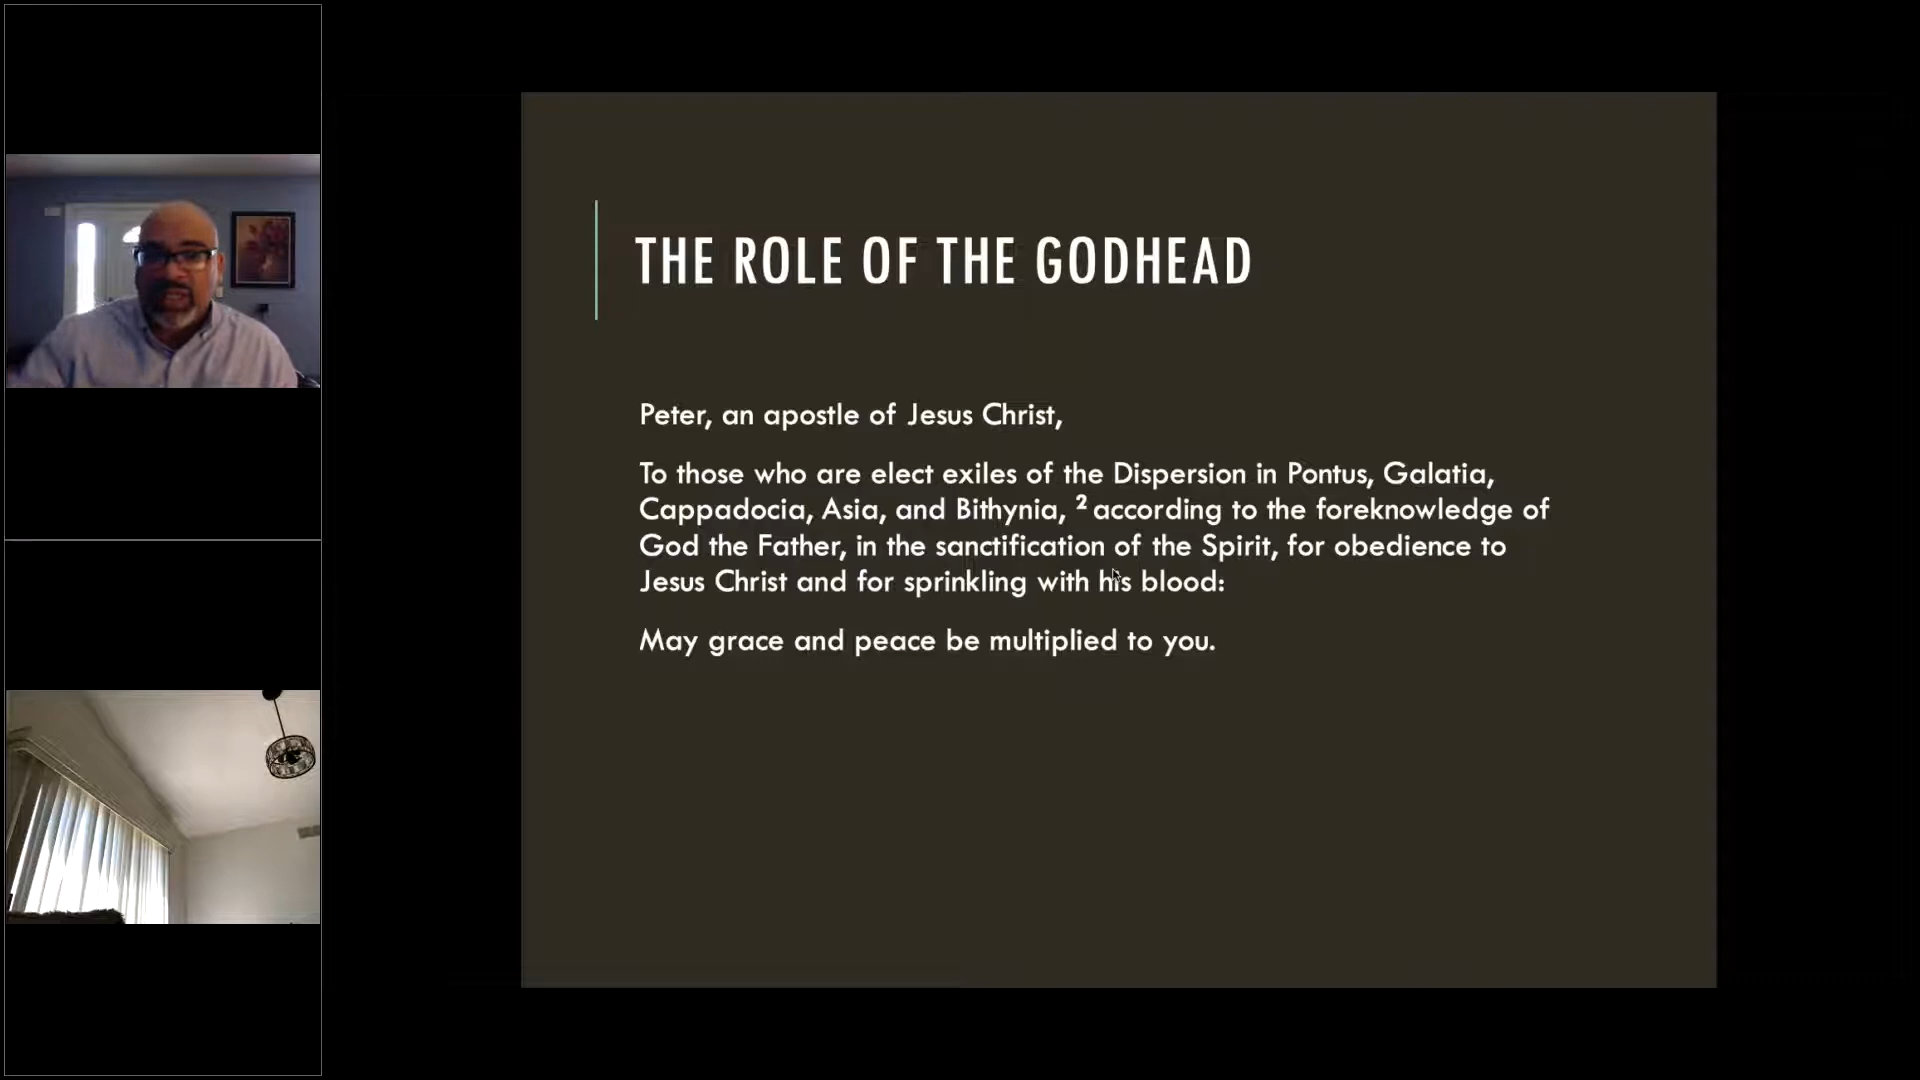 THE ROLE OF THE GODHEAD
Peter, an apostle of Jesus Christ,
To those who are elect exiles of the Dispersion in Pontus, Galatia,
Cappadocia, Asia, and Bithynia, ² according to the foreknowledge of
God the Father, in the sanctification of the Spirit, for obedience to
Jesus Christ and for sprinkling with his blood:
May grace and peace be multiplied to you.